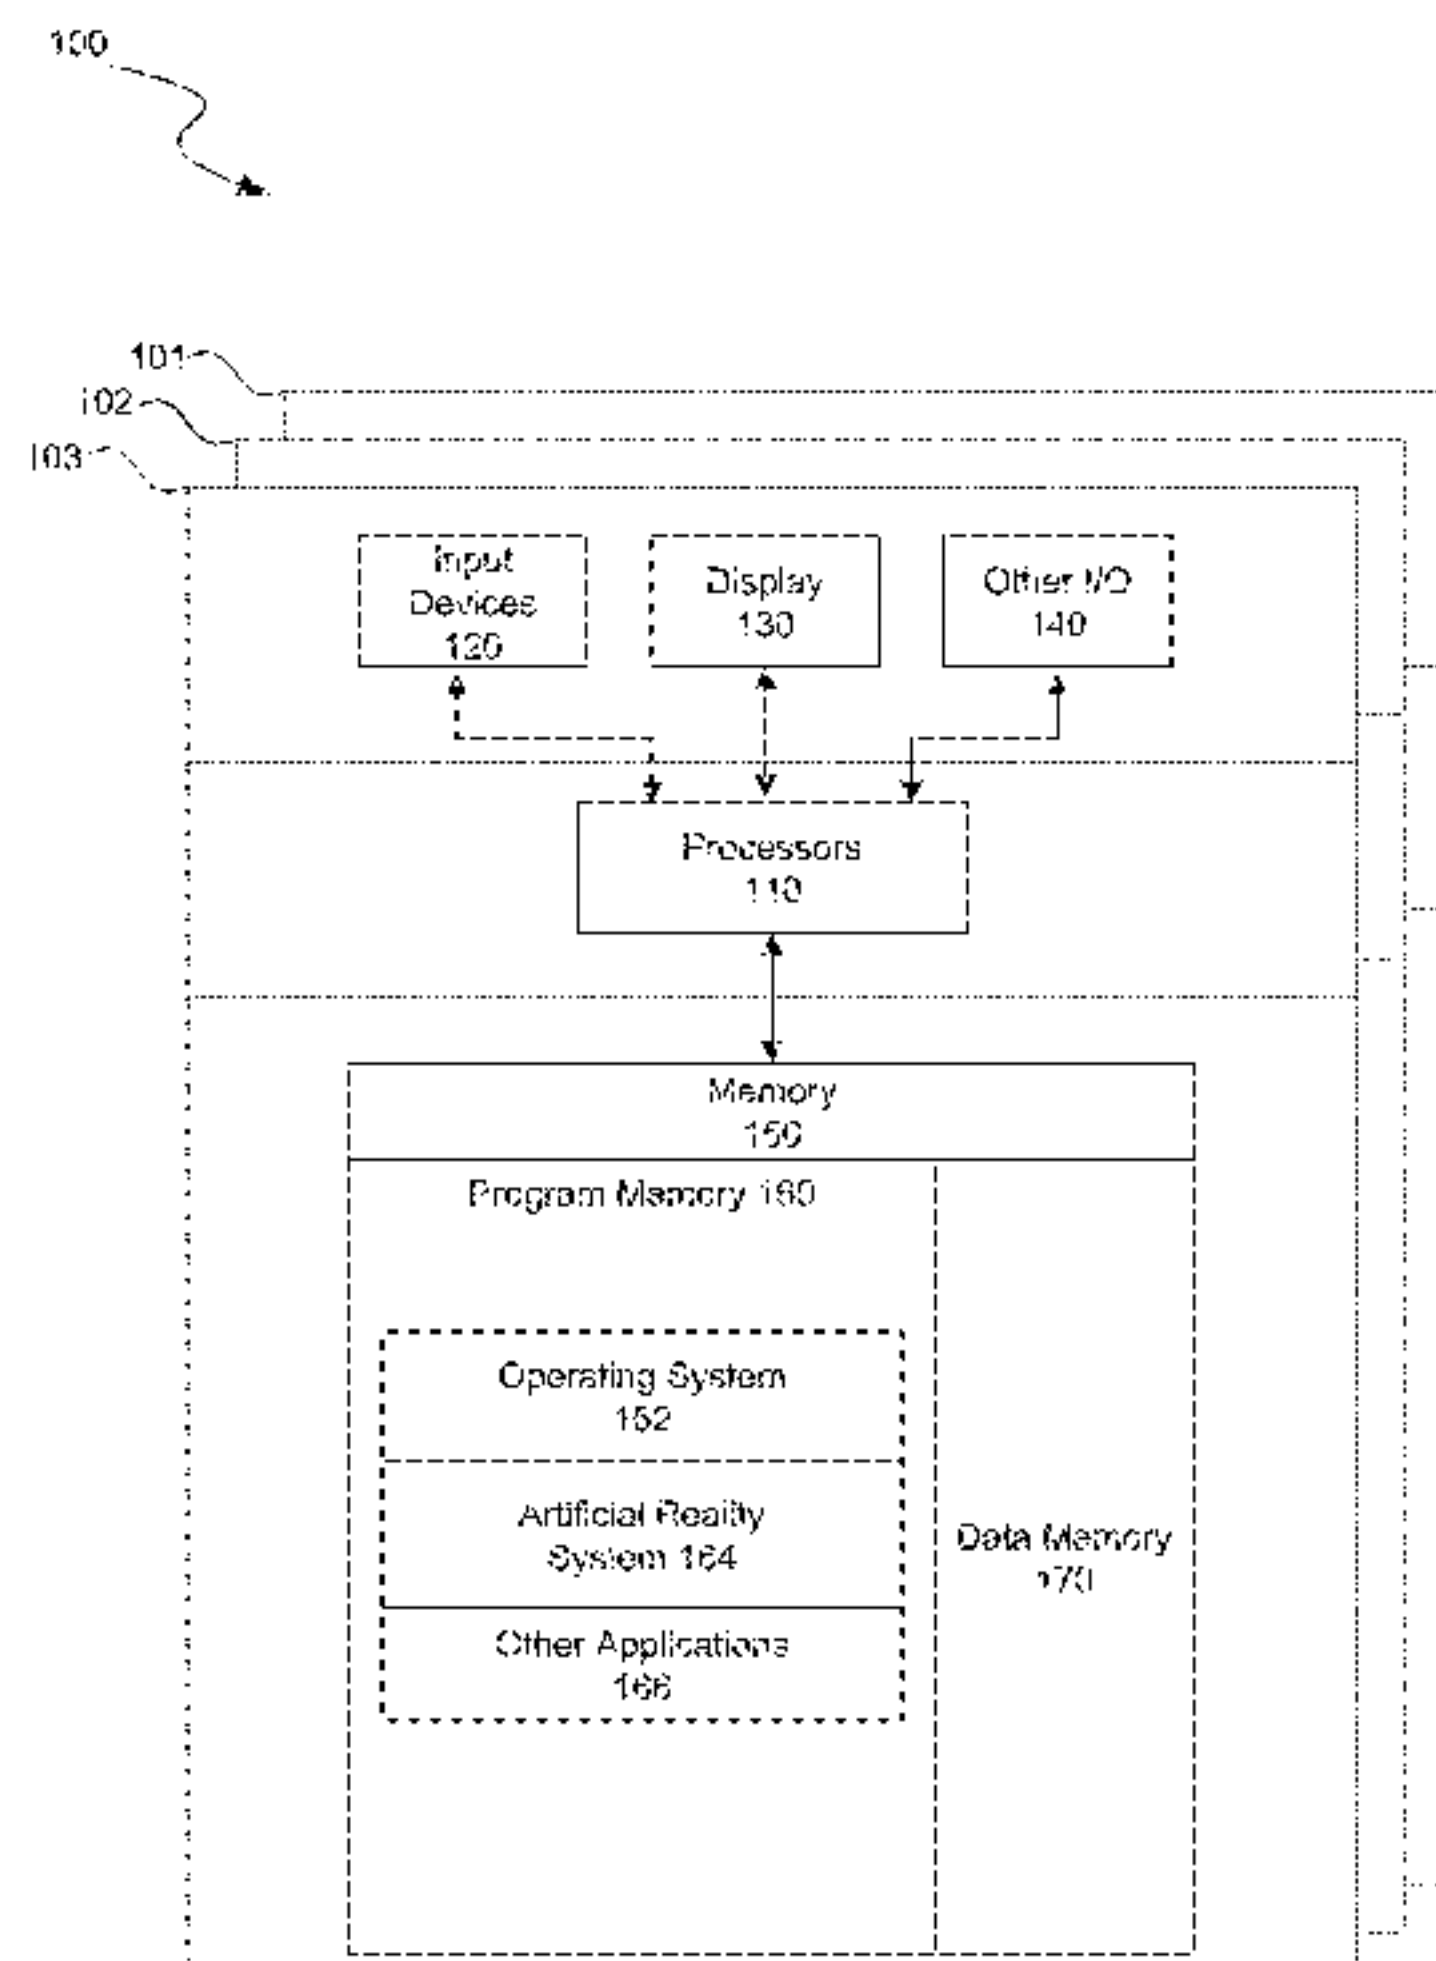 100
101
102
103
Input
Devices
120
Display
130
Other I/O
140
Processors
110
Memory
150
Program Memory 160
Operating System
162
Artificial Reality
System 164
Other Applications
166
Data Memory
170